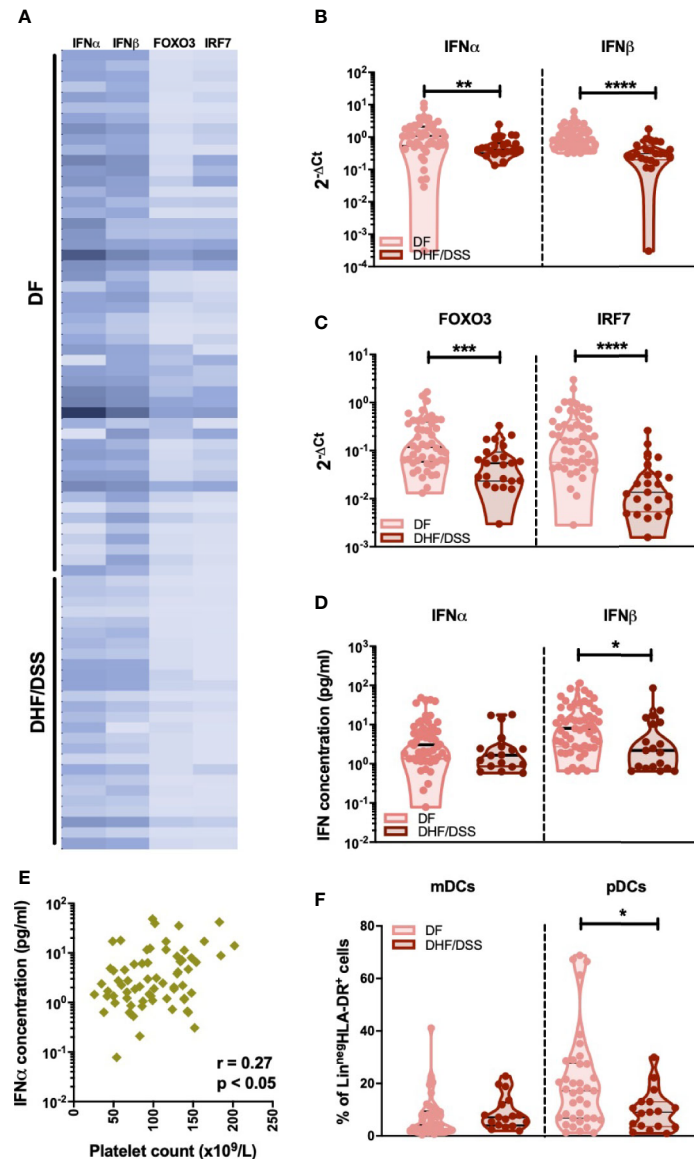 A
IFNα IFNβ FOXO3 IRF7
DF
DHF/DSS
B
IFNα IFNβ
** ****
2-ΔCt
10² 10¹ 10⁰ 10-¹ 10-² 10-³ 10-⁴
DF
DHF/DSS
C
FOXO3 IRF7
*** ****
2-ΔCt
10¹ 10⁰ 10-¹ 10-² 10-³
DF
DHF/DSS
D
IFNα IFNβ
*
IFN concentration (pg/ml)
10³ 10² 10¹ 10⁰ 10-¹ 10-²
DF
DHF/DSS
E
IFNα concentration (pg/ml)
10² 10¹ 10⁰ 10-¹ 10-²
r = 0.27
p < 0.05
0 50 100 150 200 250
Platelet count (x10⁹/L)
F
mDCs pDCs
*
% of LinnegHLA-DR⁺ cells
80 60 40 20 0
DF
DHF/DSS